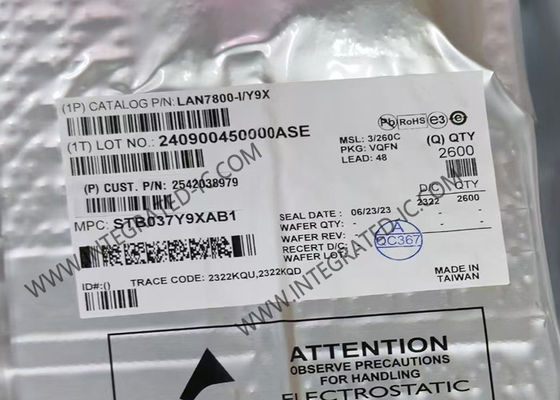 (1P) CATALOG P/N: LAN7800-I/Y9X
(1T) LOT NO.: 240900450000ASE
(P) CUST. P/N: 2542038979
MPC: STR037Y9XAB1
ID#:() TRACE CODE: 2322KQU,2322KQD
Pb RoHS e3 e
MSL: 3/260C
PKG: VQFN
LEAD: 48
(Q) QTY
2600
D/C QTY
2322 2600
SEAL DATE: 06/23/23
WAFER QTY: -
WAFER REV: -
RECERT D/C:
WAFER LOT:
QA
QC367
MADE IN
TAIWAN
ATTENTION
OBSERVE PRECAUTIONS
FOR HANDLING
ELECTROSTATIC
WWW.INTEGRATED-IC.COM
WWW.INTEGRATED-IC.COM